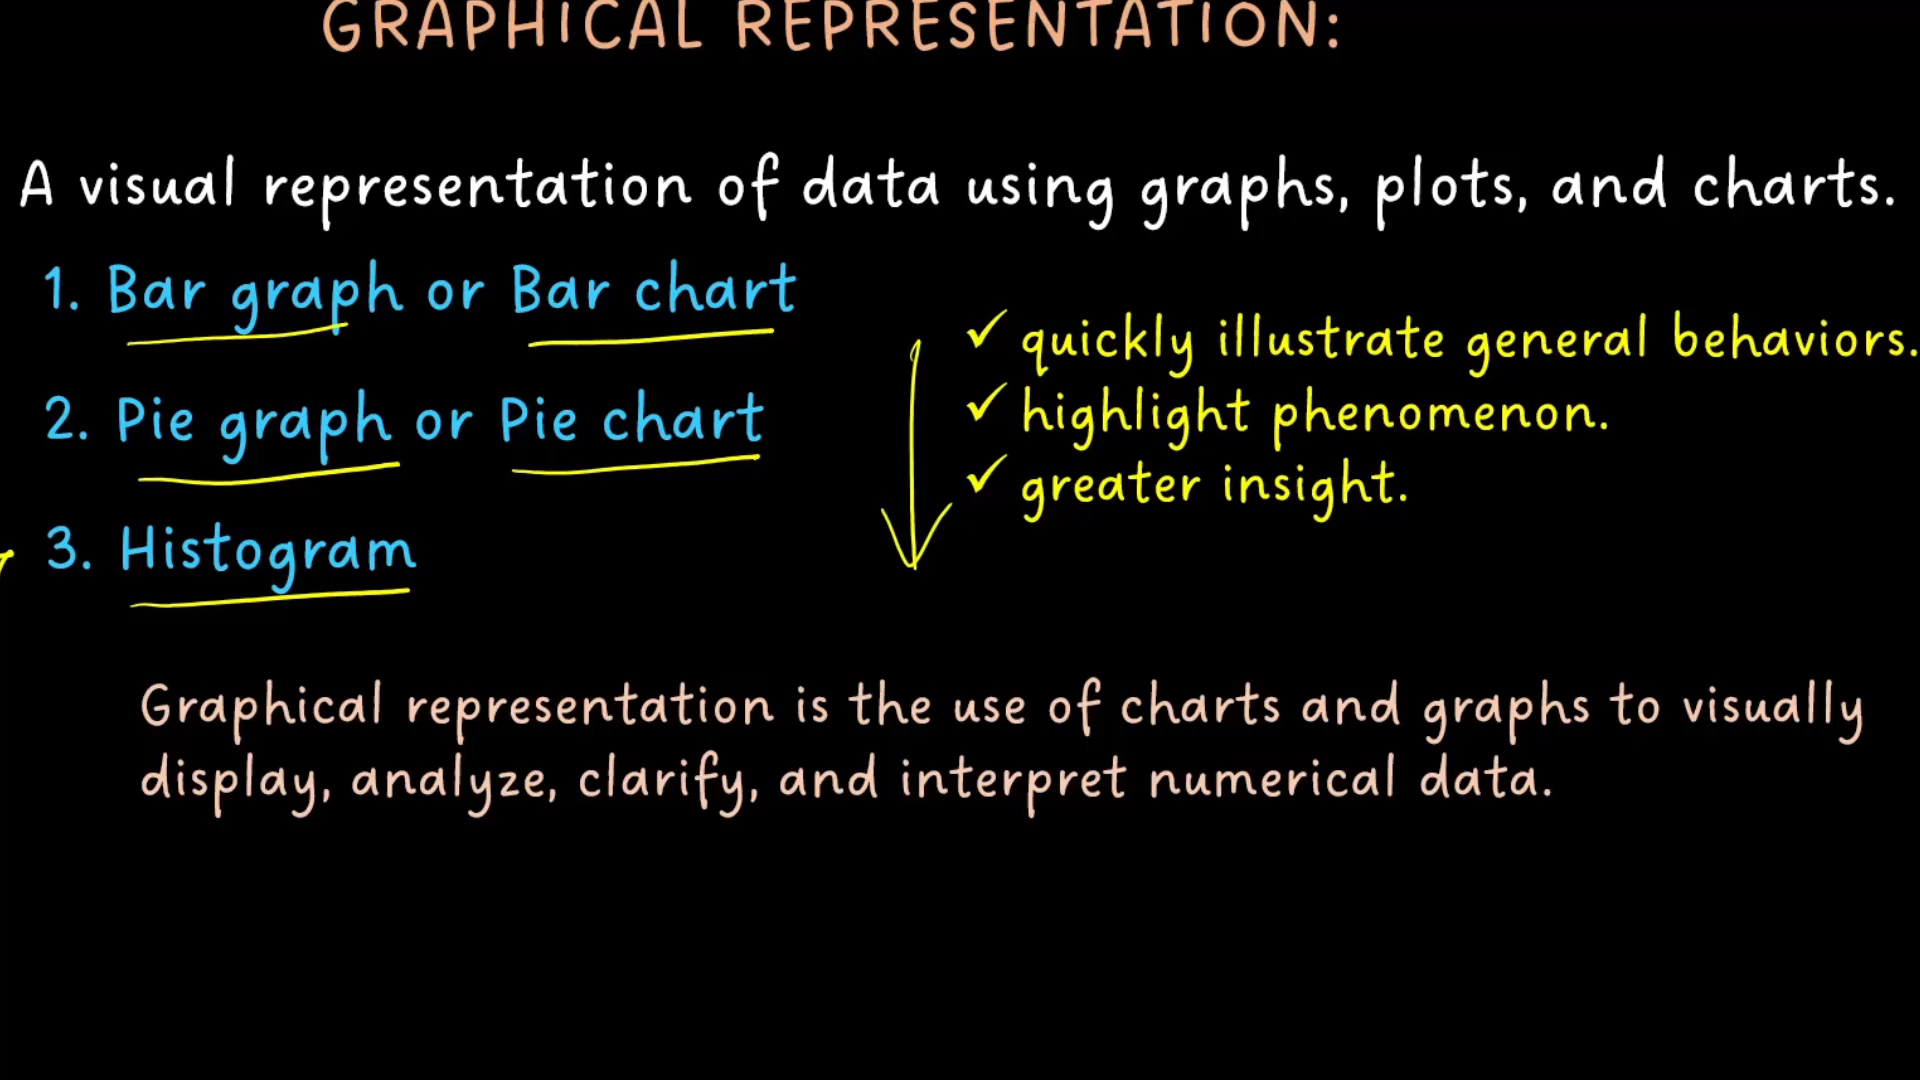 GRAPHICAL REPRESENTATION:
A visual representation of data using graphs, plots, and charts.
1. Bar graph or Bar chart
2. Pie graph or Pie chart
3. Histogram
✓ quickly illustrate general behaviors.
✓ highlight phenomenon.
✓ greater insight.
Graphical representation is the use of charts and graphs to visually
display, analyze, clarify, and interpret numerical data.